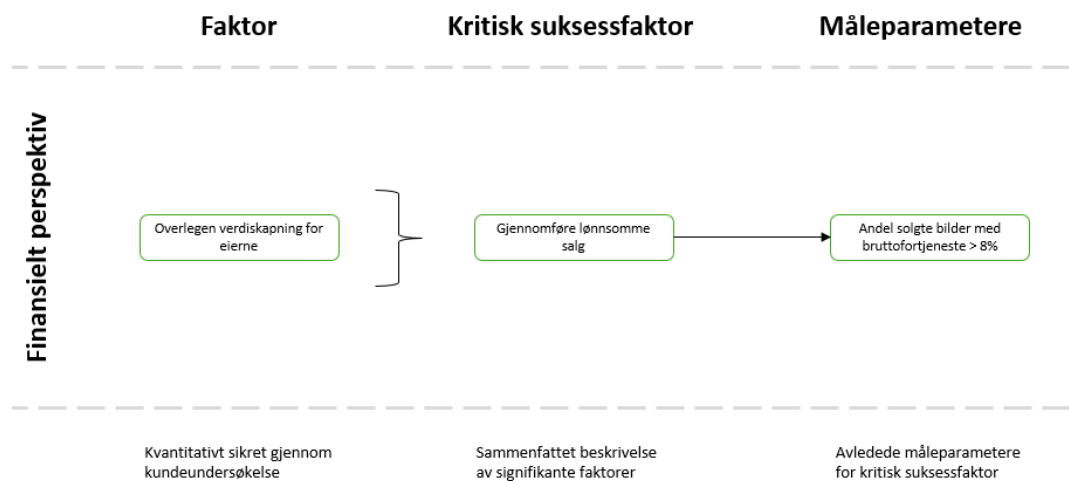 Faktor
Kritisk suksessfaktor
Måleparametere
Finansielt perspektiv
Overlegen verdiskapning for
eierne
Gjennomføre lønnsomme
salg
Andel solgte bilder med
bruttofortjeneste > 8%
Kvantitativt sikret gjennom
kundeundersøkelse
Sammenfattet beskrivelse
av signifikante faktorer
Avledede måleparametere
for kritisk suksessfaktor